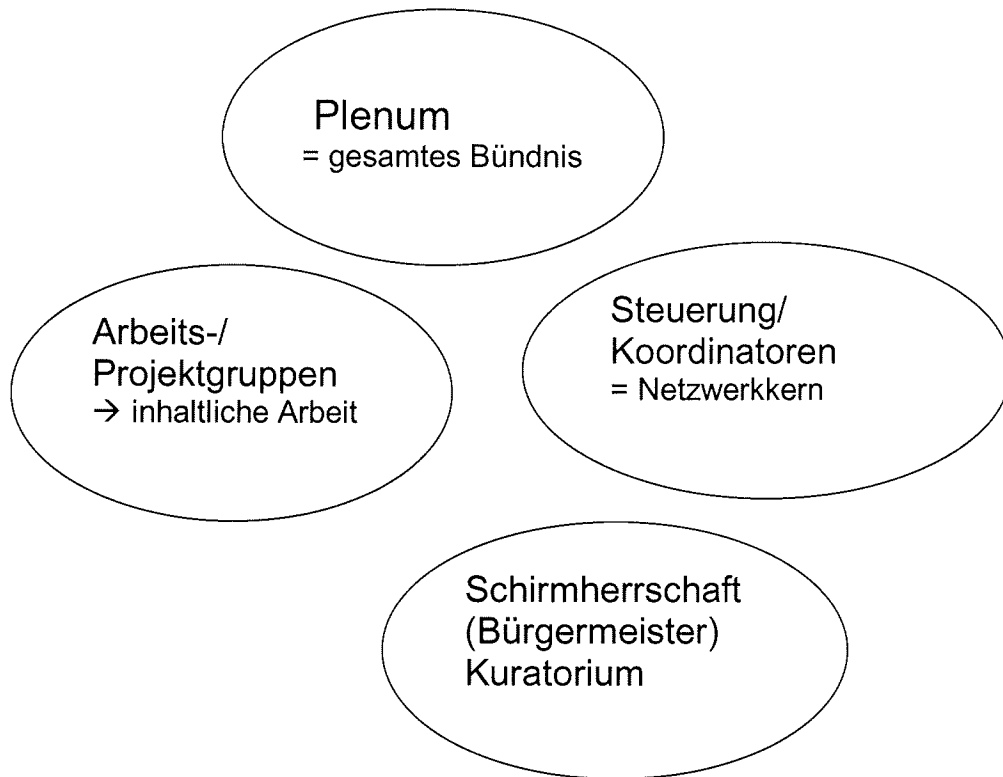 Plenum
= gesamtes Bündnis
Arbeits-/
Projektgruppen
→ inhaltliche Arbeit
Steuerung/
Koordinatoren
= Netzwerkkern
Schirmherrschaft
(Bürgermeister)
Kuratorium